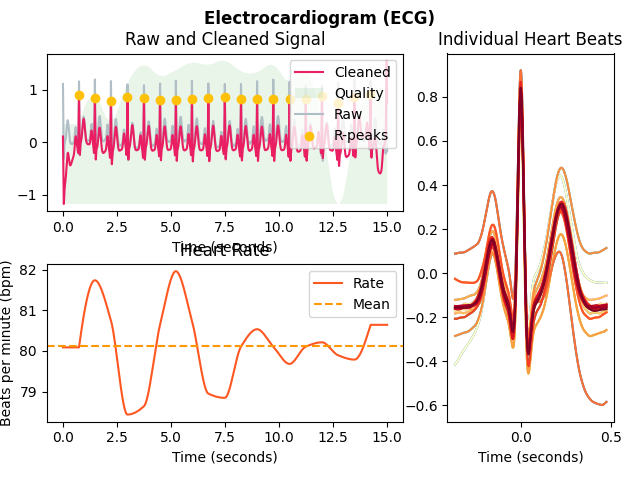 Electrocardiogram (ECG)
Raw and Cleaned Signal
Individual Heart Beats
Cleaned
Quality
Raw
R-peaks
1
0
−1
0.0 2.5 5.0 7.5 10.0 12.5 15.0
Time (seconds)
Heart Rate
Rate
Mean
Beats per minute (bpm)
82
81
80
79
0.0 2.5 5.0 7.5 10.0 12.5 15.0
Time (seconds)
0.8
0.6
0.4
0.2
0.0
−0.2
−0.4
−0.6
0.0 0.5
Time (seconds)